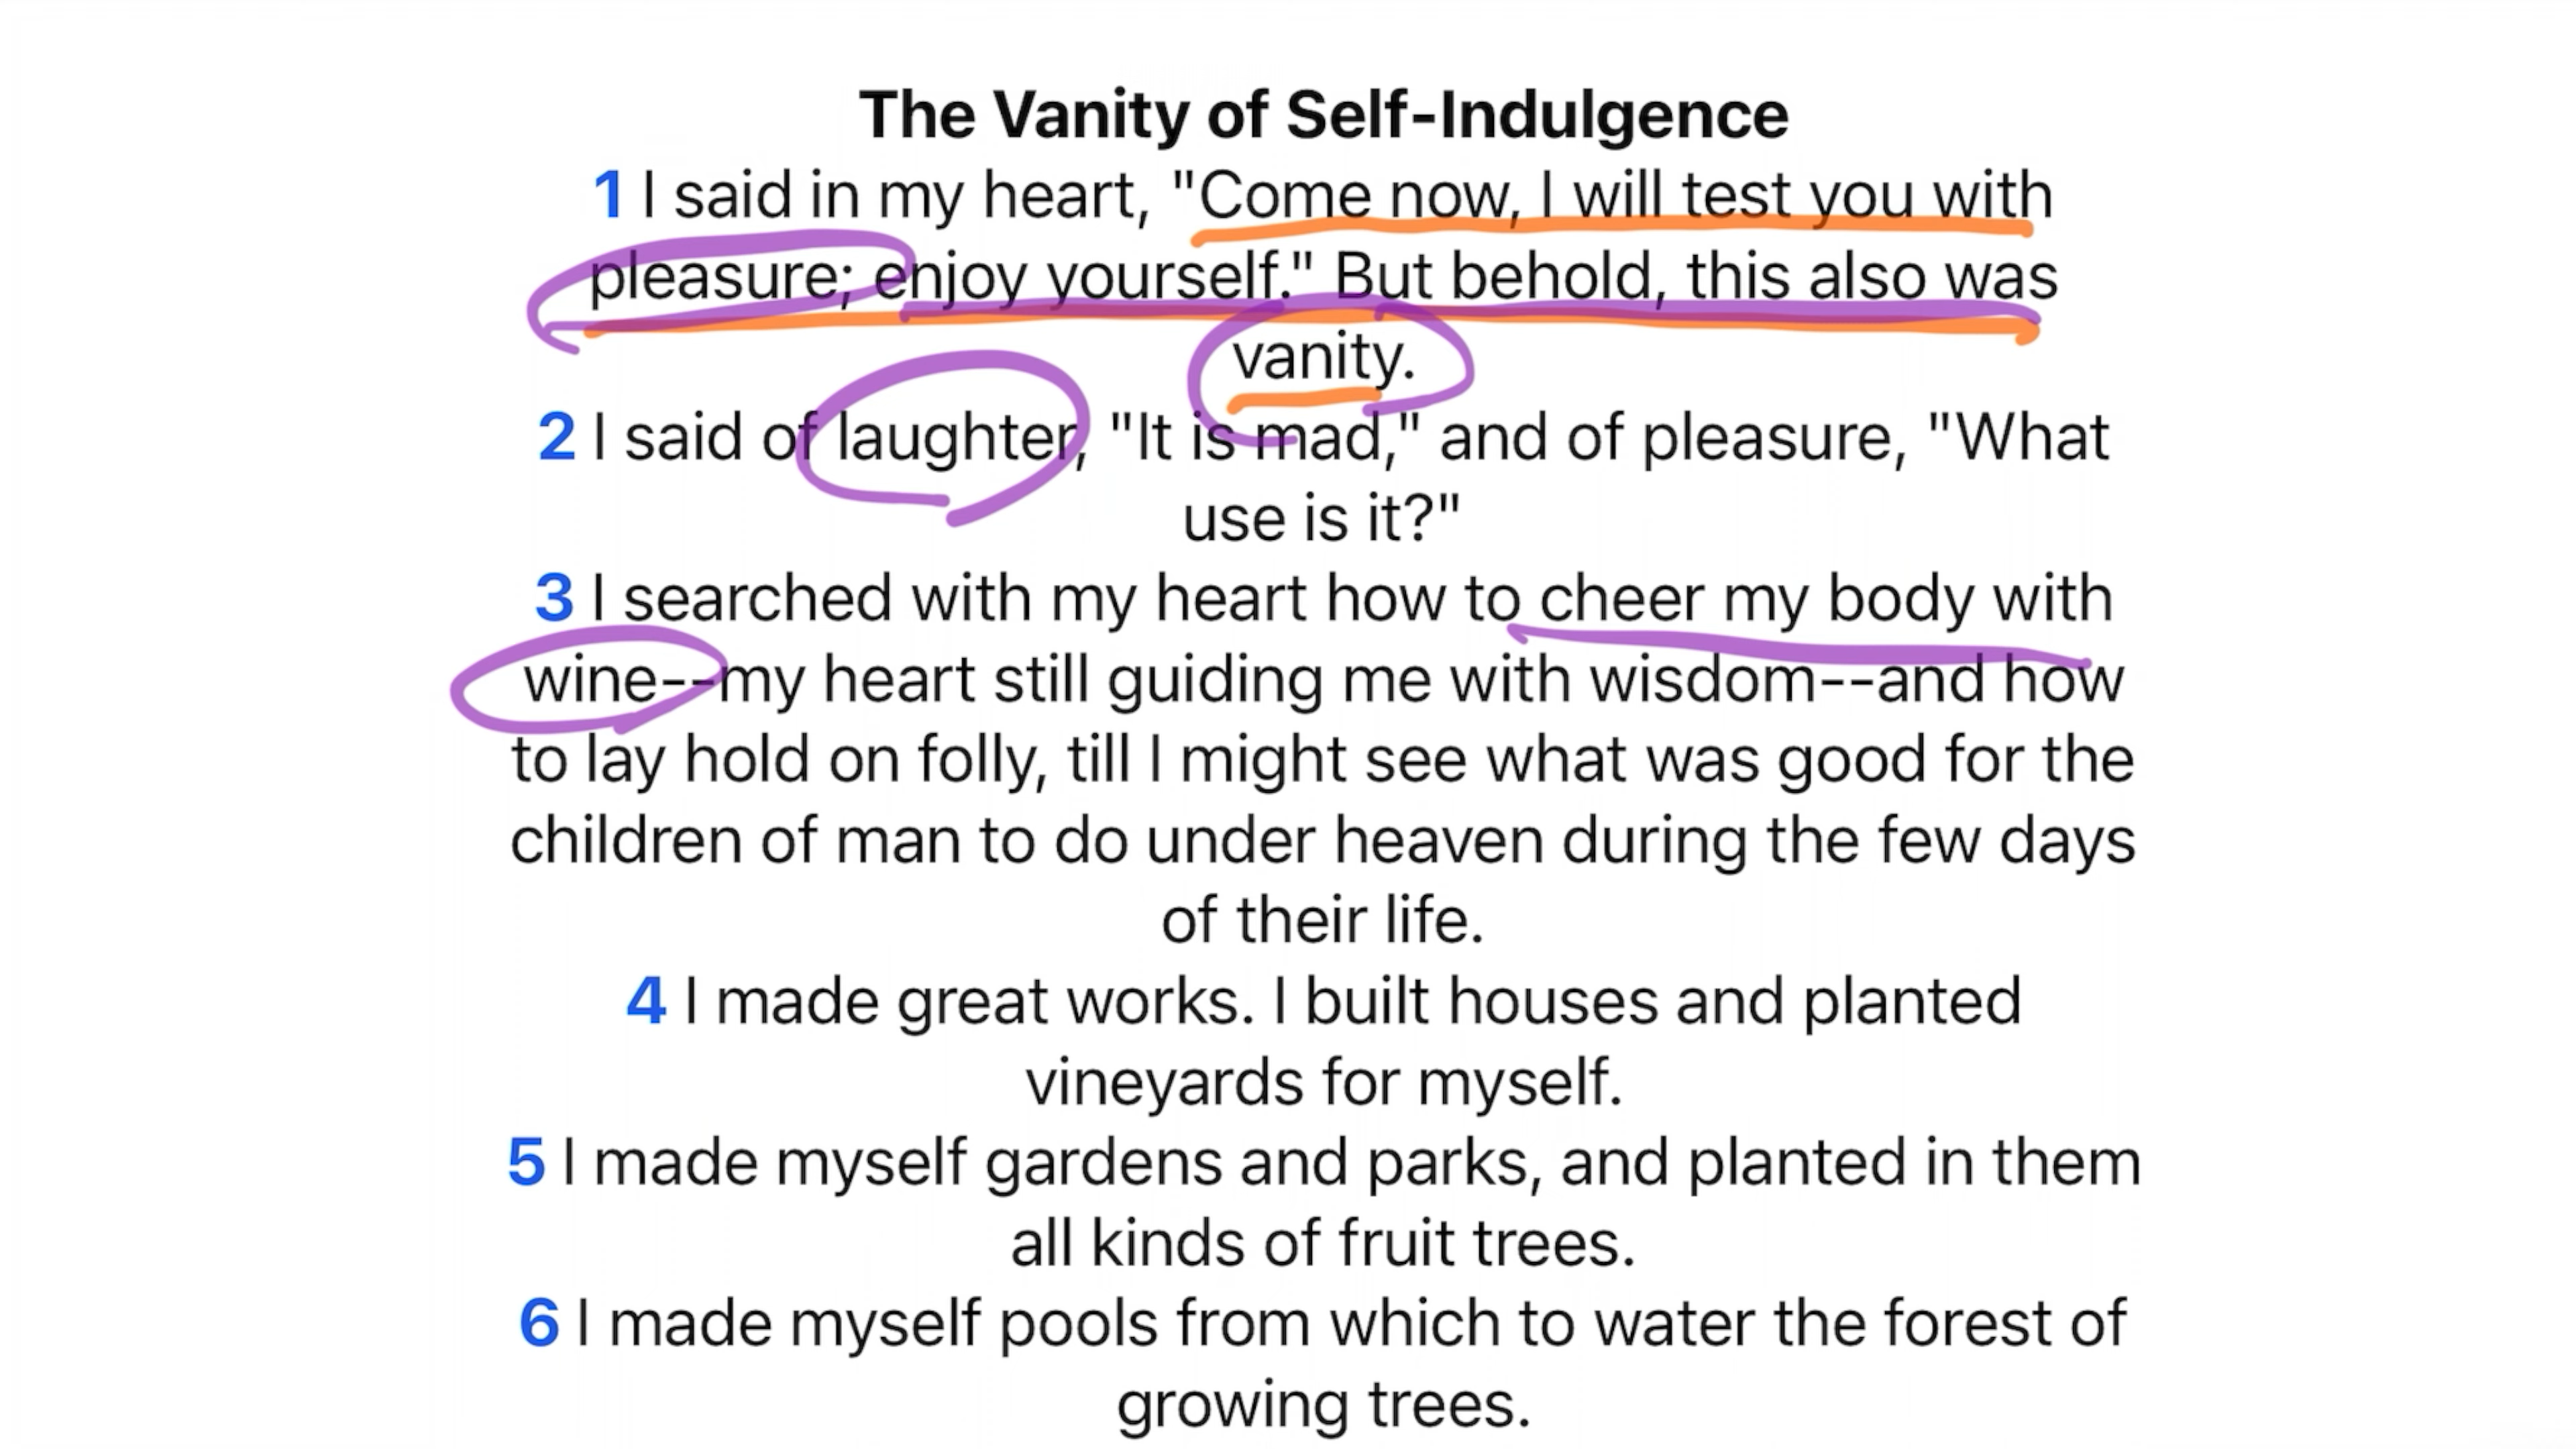 The Vanity of Self-Indulgence
1 I said in my heart, "Come now, I will test you with
pleasure; enjoy yourself." But behold, this also was
vanity.
2 I said of laughter, "It is mad," and of pleasure, "What
use is it?"
3 I searched with my heart how to cheer my body with
wine--my heart still guiding me with wisdom--and how
to lay hold on folly, till I might see what was good for the
children of man to do under heaven during the few days
of their life.
4 I made great works. I built houses and planted
vineyards for myself.
5 I made myself gardens and parks, and planted in them
all kinds of fruit trees.
6 I made myself pools from which to water the forest of
growing trees.